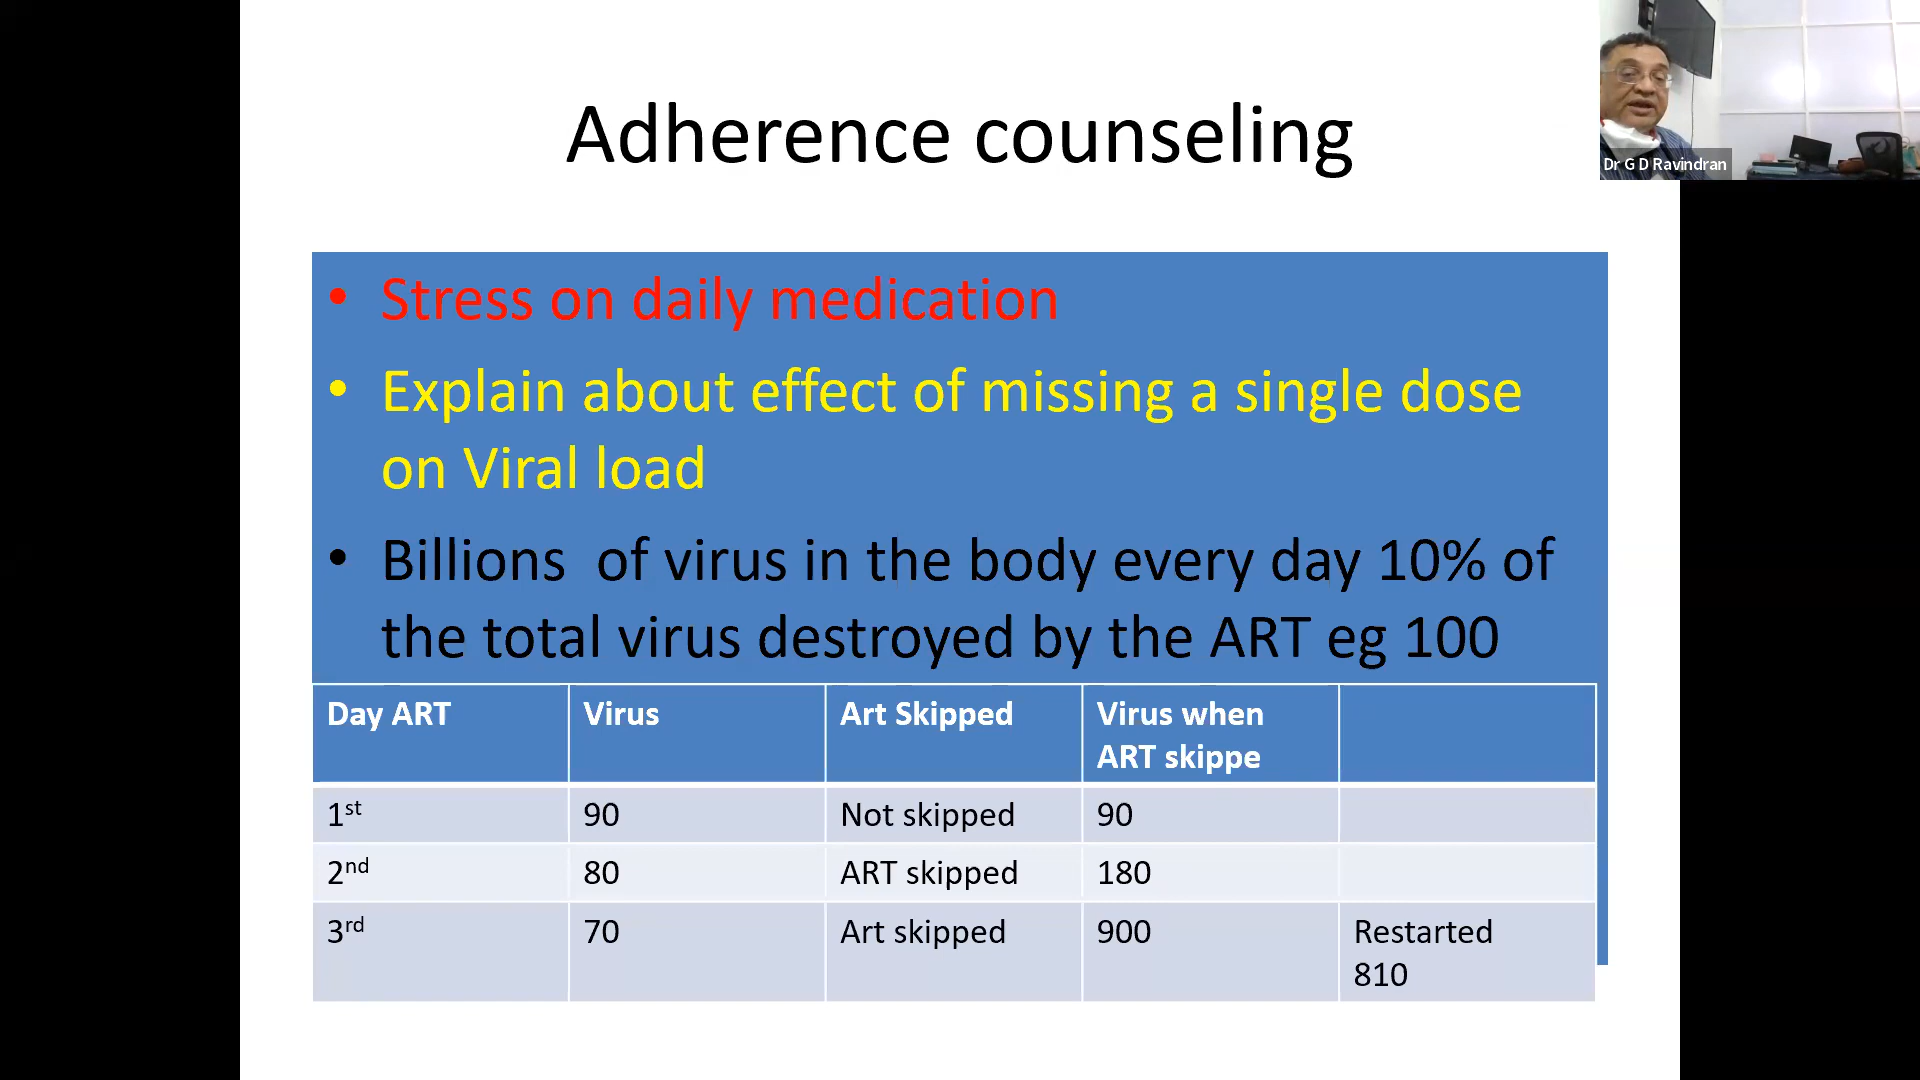 Adherence counseling
Dr G D Ravindran
• Stress on daily medication
• Explain about effect of missing a single dose
on Viral load
• Billions  of virus in the body every day 10% of
the total virus destroyed by the ART eg 100
Day ART Virus Art Skipped Virus when
ART skippe
1st 90 Not skipped 90
2nd 80 ART skipped 180
3rd 70 Art skipped 900 Restarted
810